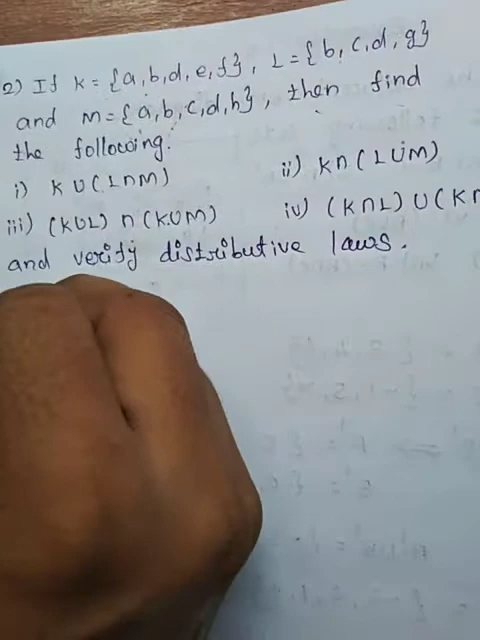 2) If K = {a, b, d, e, f}, L = {b, c, d, g}
and m = {a, b, c, d, h}, then find
the following:
i) K ∪ (L ∩ M) ii) K ∩ (L ∪ M)
iii) (K ∪ L) ∩ (K ∪ M) iv) (K ∩ L) ∪ (K ∩
and verify distributive laws.